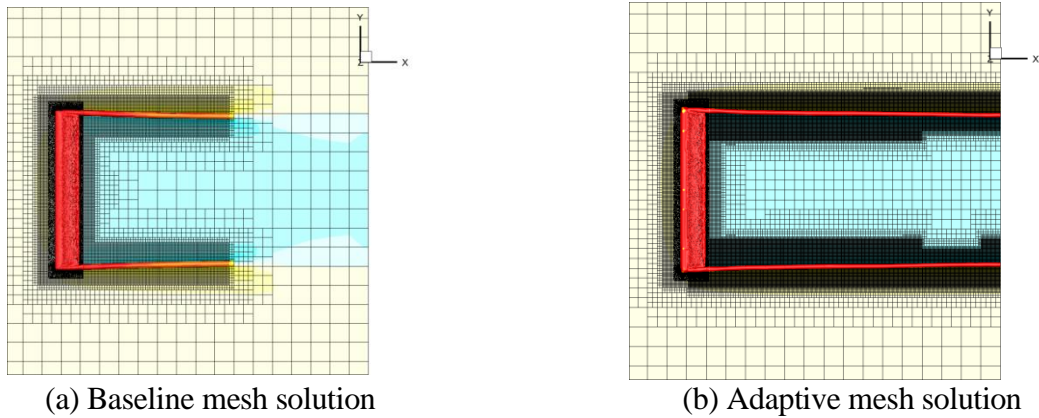 Y
Z
X
Y
Z
X
(a) Baseline mesh solution
(b) Adaptive mesh solution